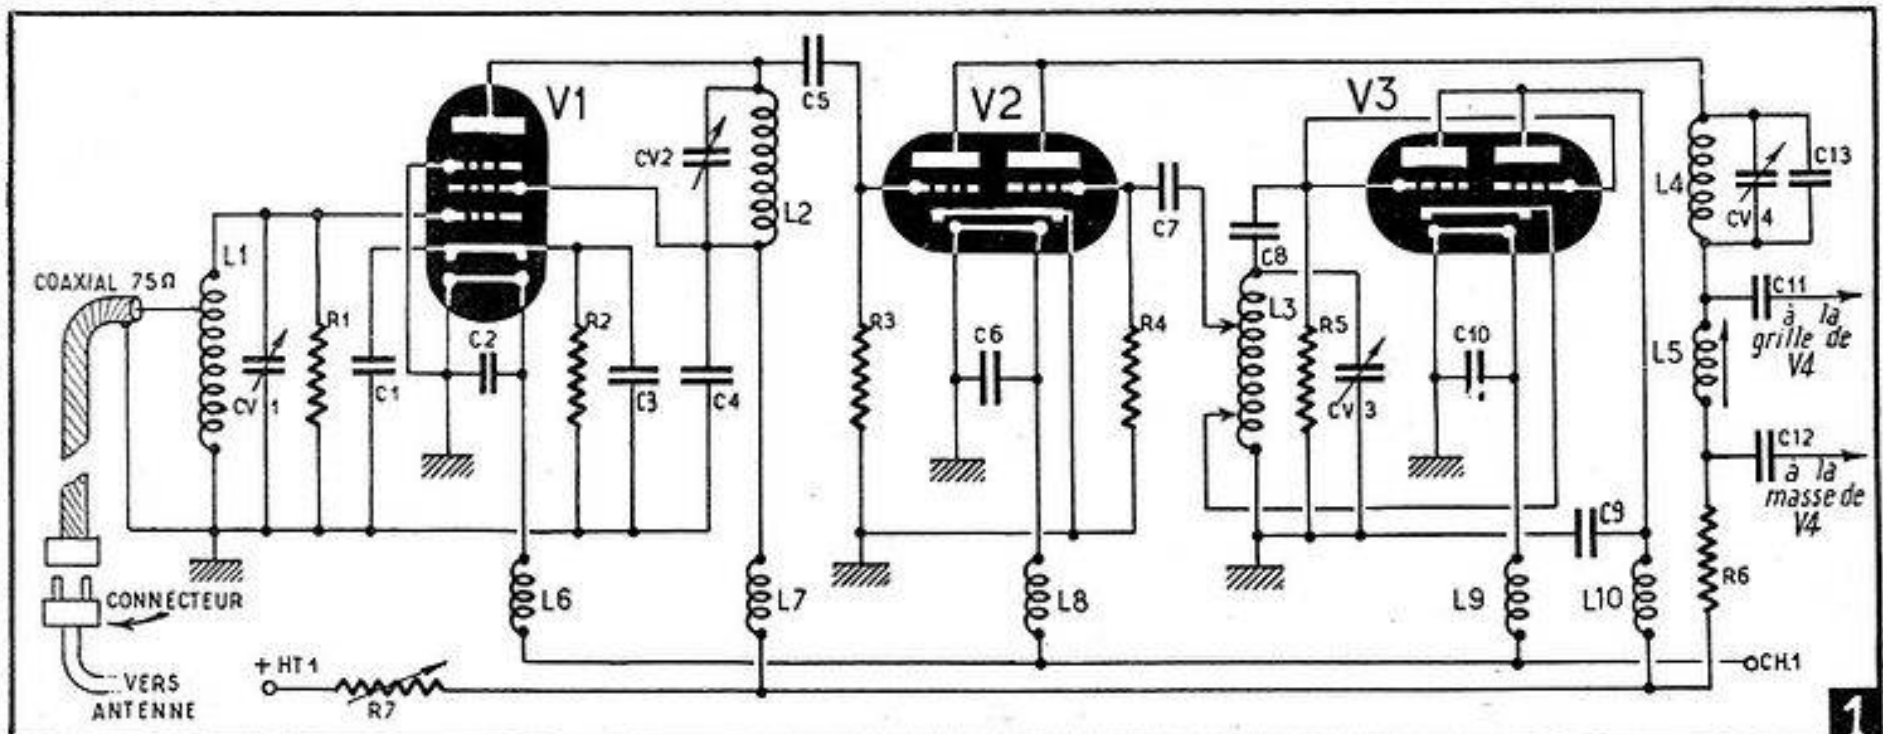 V1
V2
V3
C5
CV2
L2
C7
C8
L3
L4
CV 4
C13
COAXIAL 75Ω
L1
CV 1
R1
C1
C2
R2
C3
C4
R3
C6
R4
R5
CV 3
C10
C11
à la
grille de
V4
L5
C12
à la
masse de
V4
C9
R6
CONNECTEUR
L6
L7
L8
L9
L10
VERS
ANTENNE
+ HT1
R7
CH.1
1